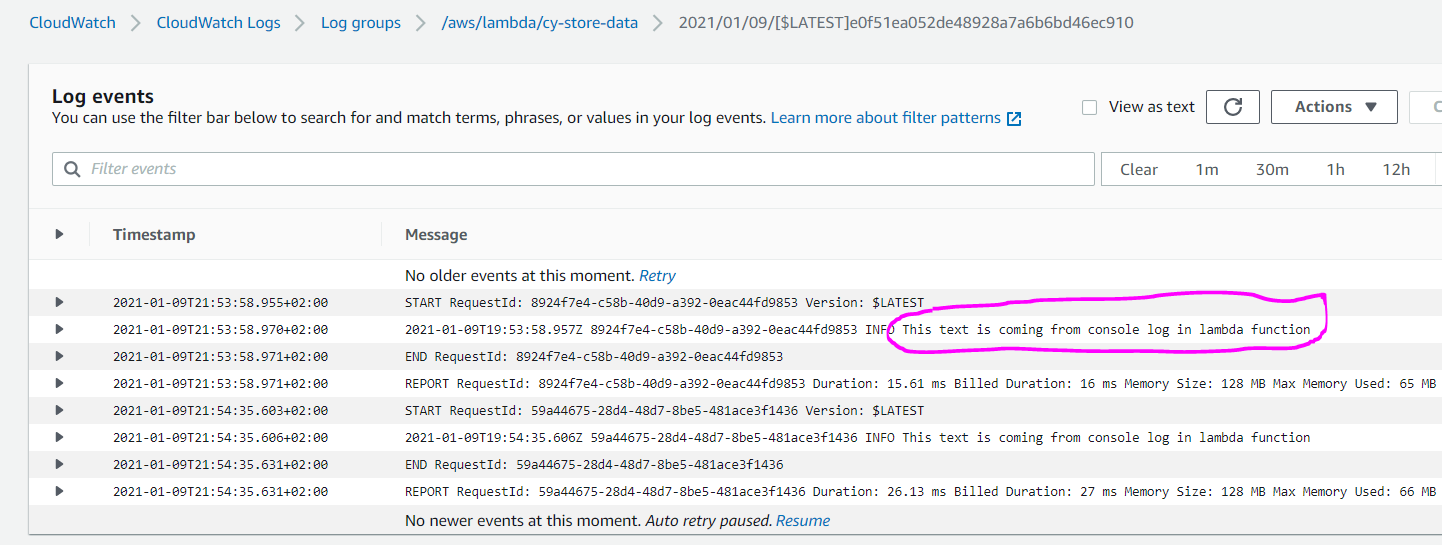 CloudWatch > CloudWatch Logs > Log groups > /aws/lambda/cy-store-data > 2021/01/09/[$LATEST]e0f51ea052de48928a7a6b6bd46ec910
Log events
You can use the filter bar below to search for and match terms, phrases, or values in your log events. Learn more about filter patterns
View as text Actions
Filter events Clear 1m 30m 1h 12h
Timestamp Message
No older events at this moment. Retry
2021-01-09T21:53:58.955+02:00 START RequestId: 8924f7e4-c58b-40d9-a392-0eac44fd9853 Version: $LATEST
2021-01-09T21:53:58.970+02:00 2021-01-09T19:53:58.957Z 8924f7e4-c58b-40d9-a392-0eac44fd9853 INFO This text is coming from console log in lambda function
2021-01-09T21:53:58.971+02:00 END RequestId: 8924f7e4-c58b-40d9-a392-0eac44fd9853
2021-01-09T21:53:58.971+02:00 REPORT RequestId: 8924f7e4-c58b-40d9-a392-0eac44fd9853 Duration: 15.61 ms Billed Duration: 16 ms Memory Size: 128 MB Max Memory Used: 65 MB
2021-01-09T21:54:35.603+02:00 START RequestId: 59a44675-28d4-48d7-8be5-481ace3f1436 Version: $LATEST
2021-01-09T21:54:35.606+02:00 2021-01-09T19:54:35.606Z 59a44675-28d4-48d7-8be5-481ace3f1436 INFO This text is coming from console log in lambda function
2021-01-09T21:54:35.631+02:00 END RequestId: 59a44675-28d4-48d7-8be5-481ace3f1436
2021-01-09T21:54:35.631+02:00 REPORT RequestId: 59a44675-28d4-48d7-8be5-481ace3f1436 Duration: 26.13 ms Billed Duration: 27 ms Memory Size: 128 MB Max Memory Used: 66 MB
No newer events at this moment. Auto retry paused. Resume